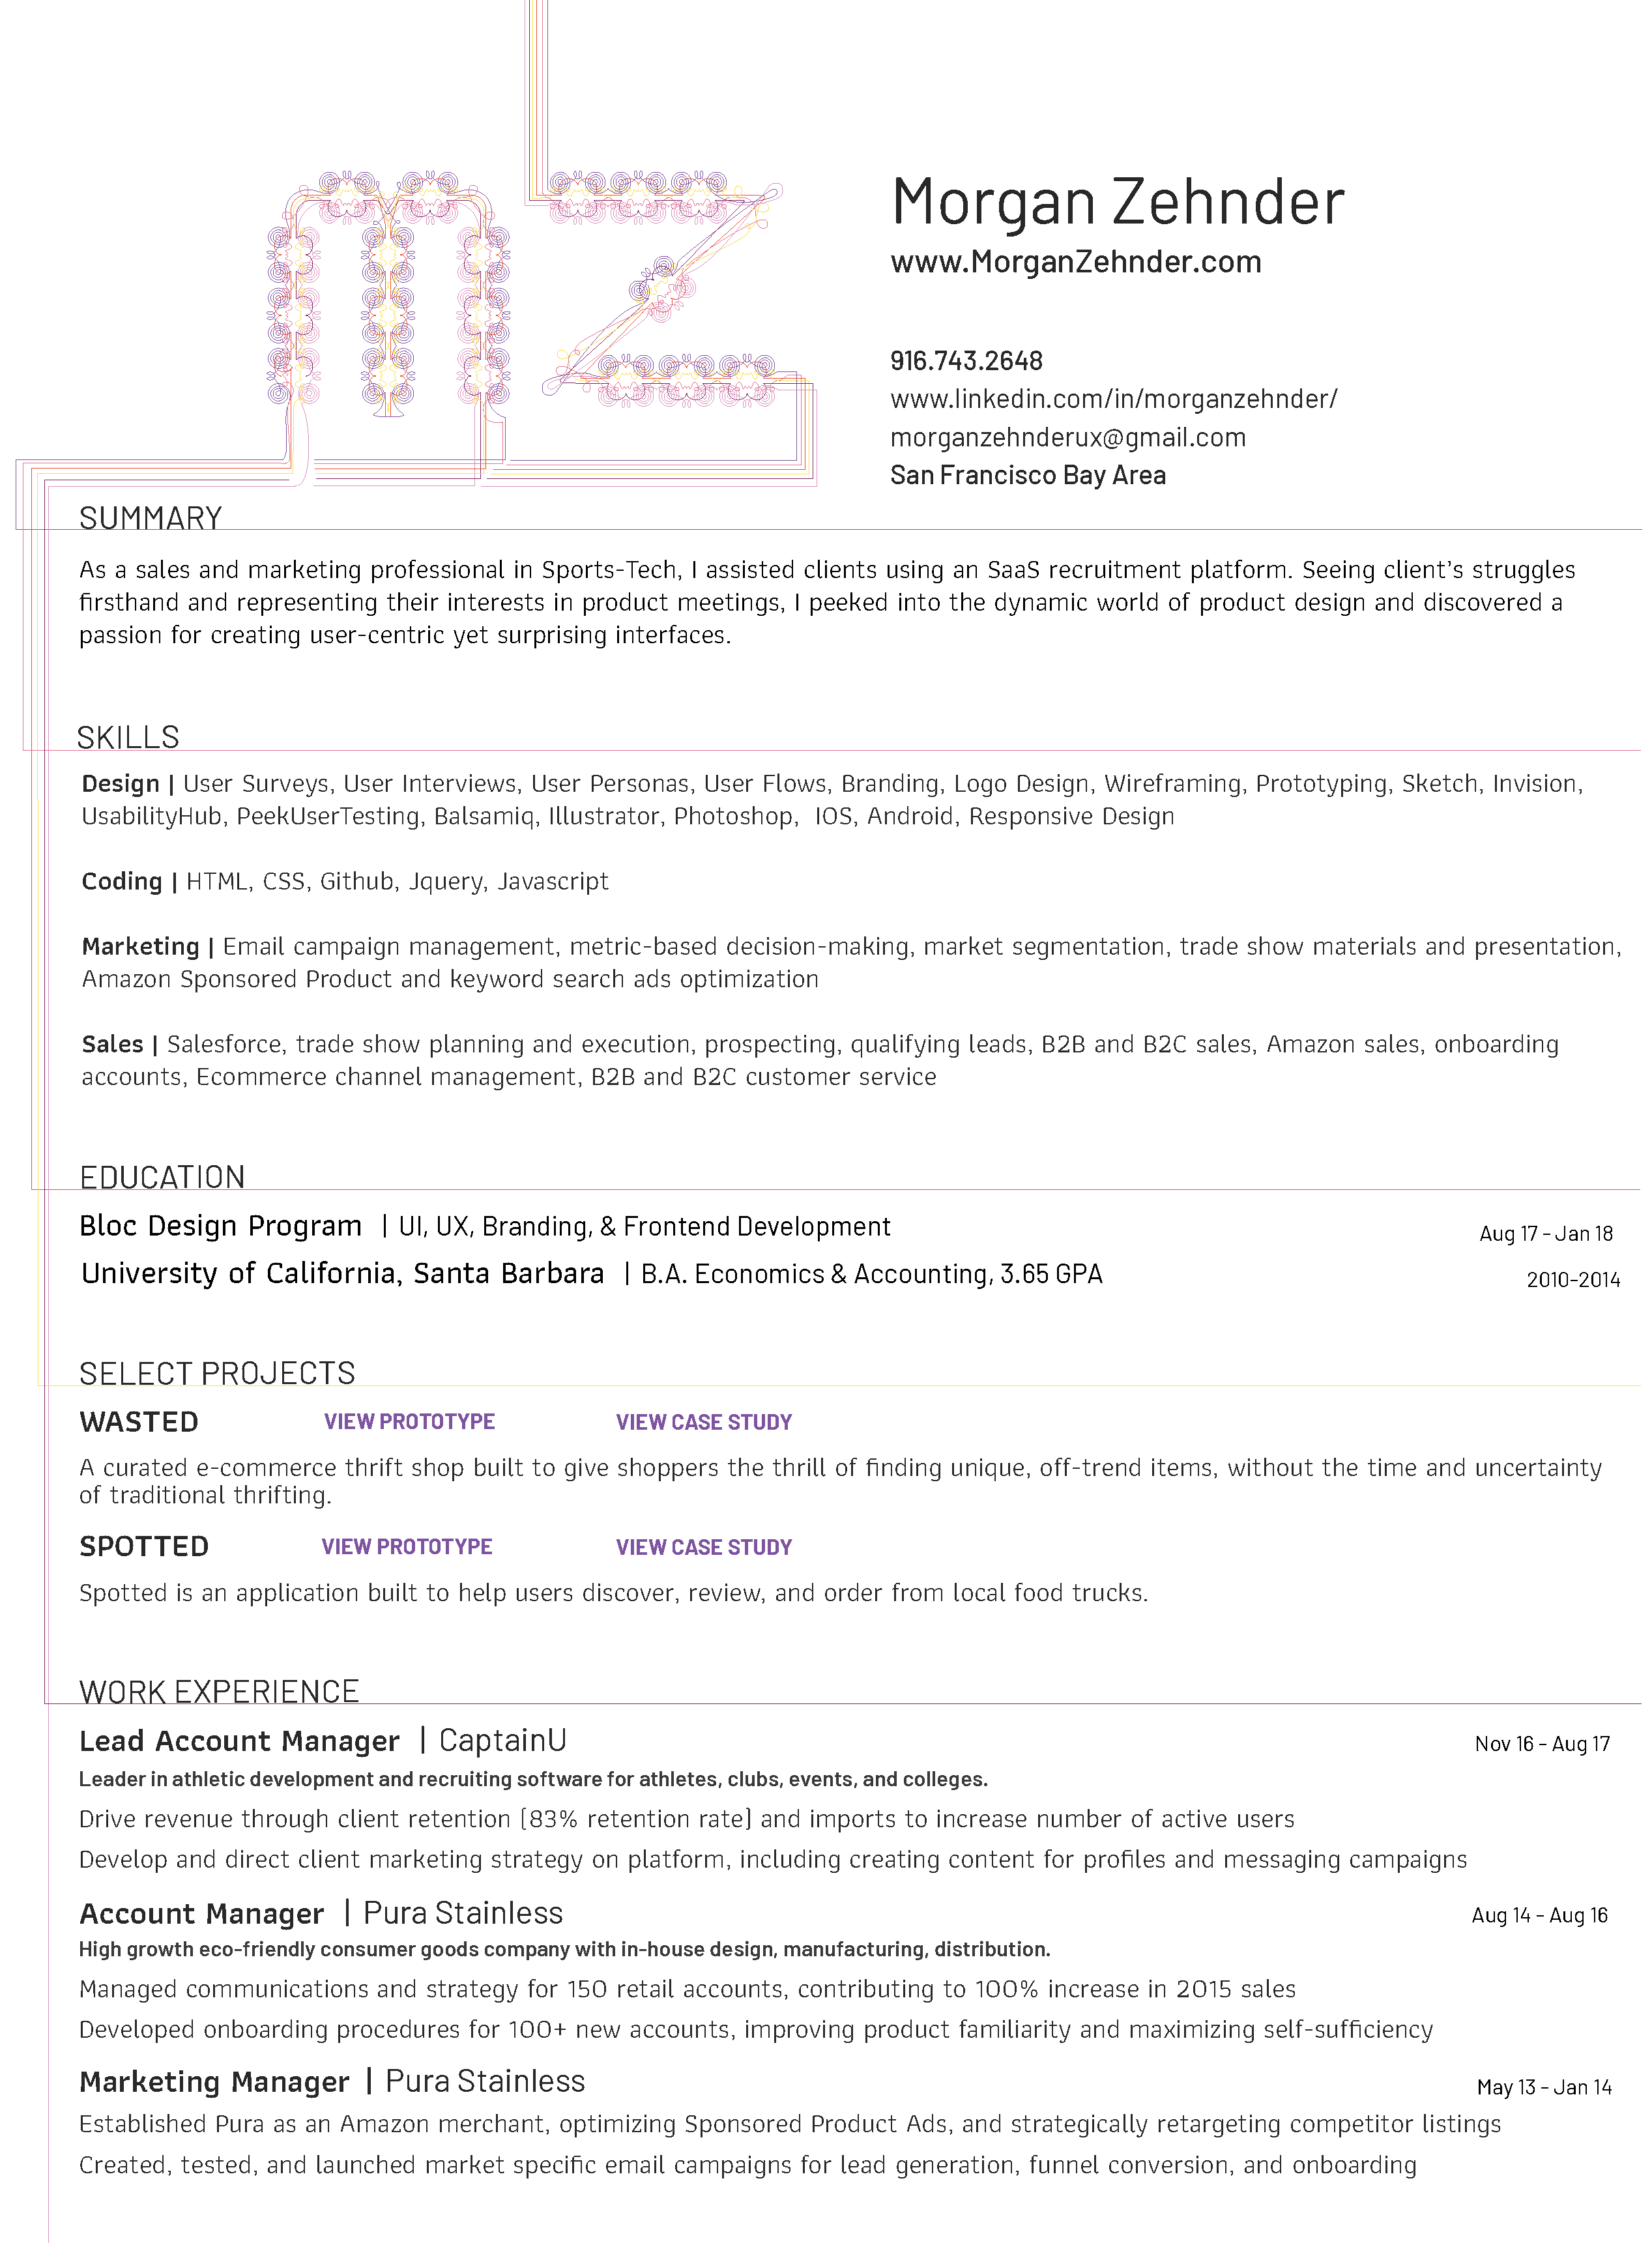 mz
Morgan Zehnder
www.MorganZehnder.com
916.743.2648
www.linkedin.com/in/morganzehnder/
morganzehnderux@gmail.com
San Francisco Bay Area
SUMMARY
As a sales and marketing professional in Sports-Tech, I assisted clients using an SaaS recruitment platform. Seeing client's struggles
firsthand and representing their interests in product meetings, I peeked into the dynamic world of product design and discovered a
passion for creating user-centric yet surprising interfaces.
SKILLS
Design | User Surveys, User Interviews, User Personas, User Flows, Branding, Logo Design, Wireframing, Prototyping, Sketch, Invision,
UsabilityHub, PeekUserTesting, Balsamiq, Illustrator, Photoshop, IOS, Android, Responsive Design
Coding | HTML, CSS, Github, Jquery, Javascript
Marketing | Email campaign management, metric-based decision-making, market segmentation, trade show materials and presentation,
Amazon Sponsored Product and keyword search ads optimization
Sales | Salesforce, trade show planning and execution, prospecting, qualifying leads, B2B and B2C sales, Amazon sales, onboarding
accounts, Ecommerce channel management, B2B and B2C customer service
EDUCATION
Bloc Design Program | UI, UX, Branding, & Frontend Development Aug 17 - Jan 18
University of California, Santa Barbara | B.A. Economics & Accounting, 3.65 GPA 2010-2014
SELECT PROJECTS
WASTED VIEW PROTOTYPE VIEW CASE STUDY
A curated e-commerce thrift shop built to give shoppers the thrill of finding unique, off-trend items, without the time and uncertainty
of traditional thrifting.
SPOTTED VIEW PROTOTYPE VIEW CASE STUDY
Spotted is an application built to help users discover, review, and order from local food trucks.
WORK EXPERIENCE
Lead Account Manager | CaptainU Nov 16 - Aug 17
Leader in athletic development and recruiting software for athletes, clubs, events, and colleges.
Drive revenue through client retention (83% retention rate) and imports to increase number of active users
Develop and direct client marketing strategy on platform, including creating content for profiles and messaging campaigns
Account Manager | Pura Stainless Aug 14 - Aug 16
High growth eco-friendly consumer goods company with in-house design, manufacturing, distribution.
Managed communications and strategy for 150 retail accounts, contributing to 100% increase in 2015 sales
Developed onboarding procedures for 100+ new accounts, improving product familiarity and maximizing self-sufficiency
Marketing Manager | Pura Stainless May 13 - Jan 14
Established Pura as an Amazon merchant, optimizing Sponsored Product Ads, and strategically retargeting competitor listings
Created, tested, and launched market specific email campaigns for lead generation, funnel conversion, and onboarding